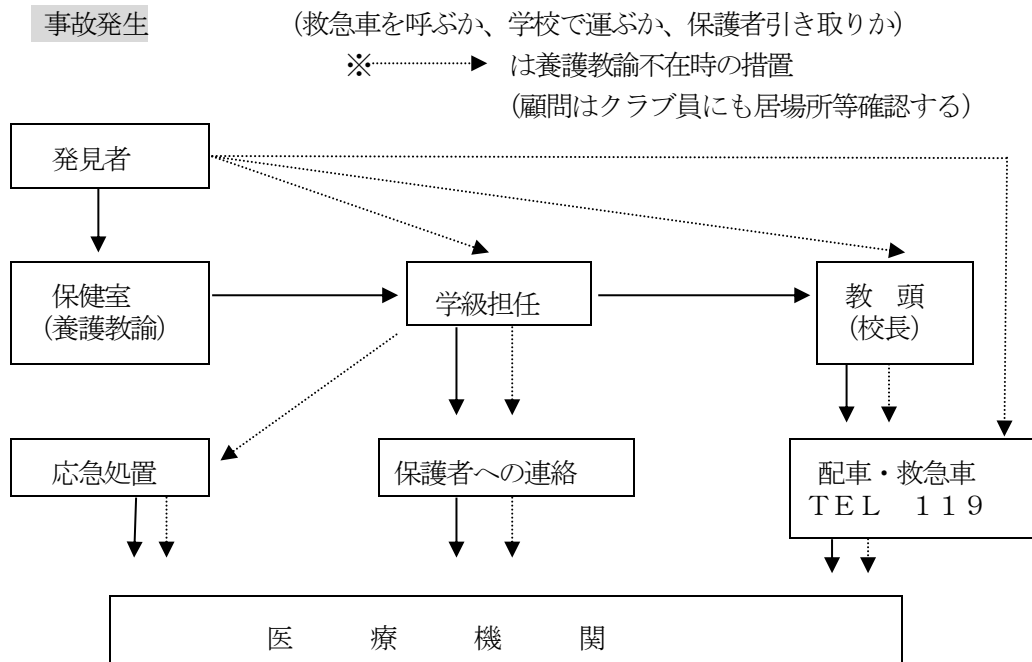 事故発生
(救急車を呼ぶか、学校で運ぶか、保護者引き取りか)
※ は養護教諭不在時の措置
(顧問はクラブ員にも居場所等確認する)
発見者
保健室
(養護教諭)
学級担任
教 頭
(校長)
応急処置
保護者への連絡
配車・救急車
TEL 119
医 療 機 関